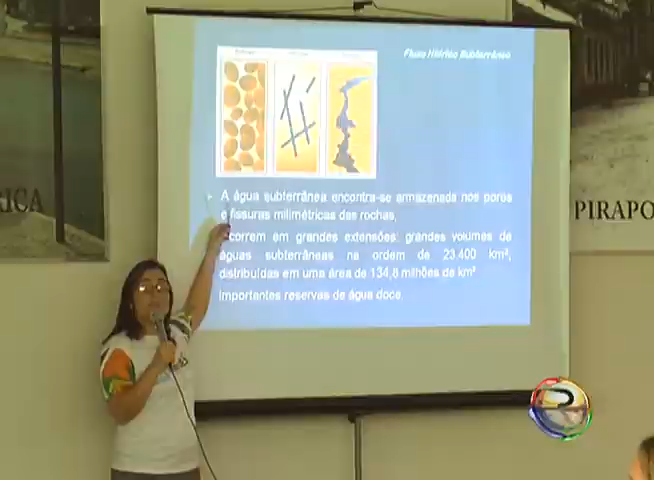 Fluxo Hídrico Subterrâneo
A água subterrânea encontra-se armazenada nos poros
e fissuras milimétricas das rochas,
correm em grandes extensões: grandes volumes de
águas subterrâneas na ordem de 23.400 km³,
distribuídas em uma área de 134,8 milhões de km²
Importantes reservas de água doce.
RICA
PIRAPO